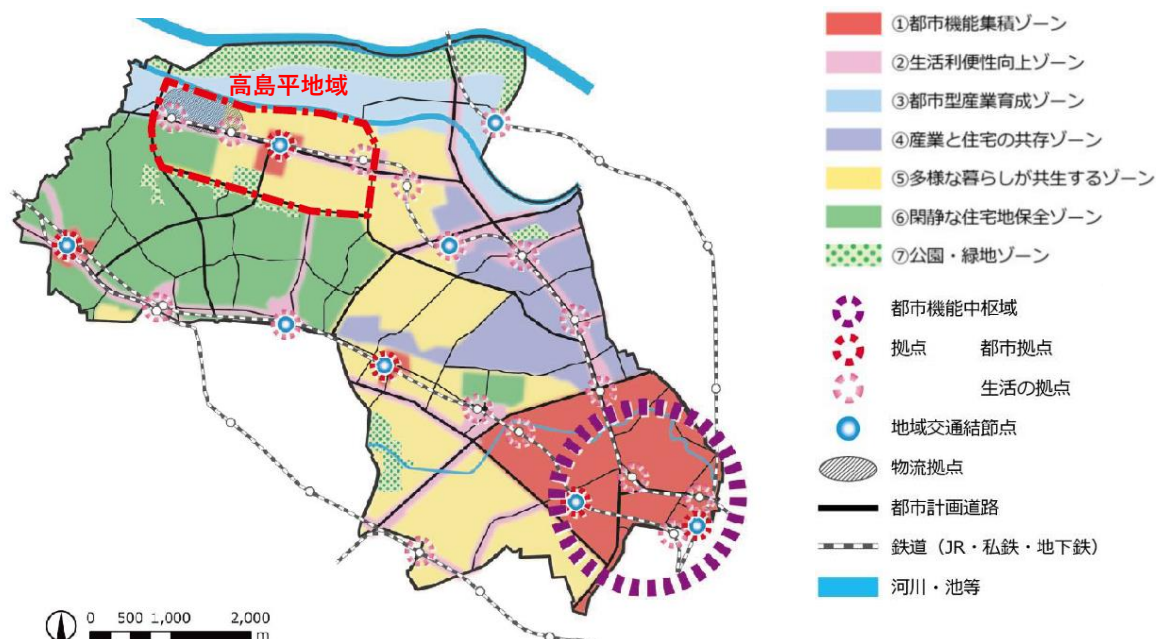 高島平地域
①都市機能集積ゾーン
②生活利便性向上ゾーン
③都市型産業育成ゾーン
④産業と住宅の共存ゾーン
⑤多様な暮らしが共生するゾーン
⑥閑静な住宅地保全ゾーン
⑦公園・緑地ゾーン
都市機能中枢域
拠点 都市拠点
生活の拠点
地域交通結節点
物流拠点
都市計画道路
鉄道（JR・私鉄・地下鉄）
河川・池等
0 500 1,000 2,000
m